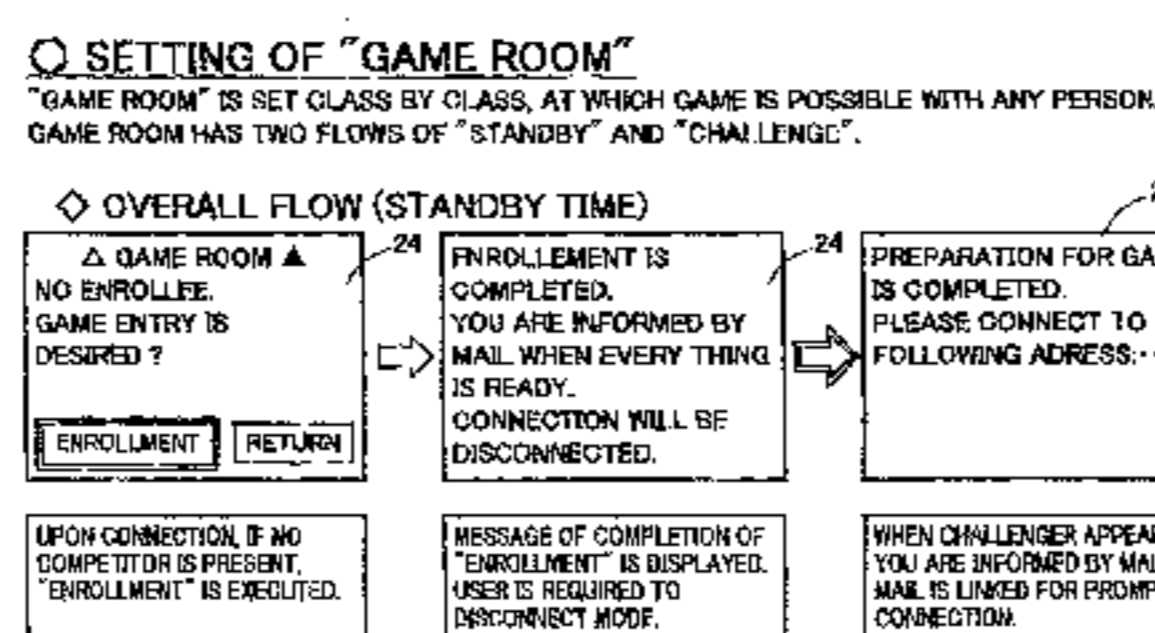 ○ SETTING OF "GAME ROOM"
"GAME ROOM" IS SET CLASS BY CLASS, AT WHICH GAME IS POSSIBLE WITH ANY PERSON.
GAME ROOM HAS TWO FLOWS OF "STANDBY" AND "CHALLENGE".
◇ OVERALL FLOW (STANDBY TIME)
△ GAME ROOM ▲
NO ENROLLEE.
GAME ENTRY IS
DESIRED ?
ENROLLMENT RETURN
24
ENROLLEMENT IS
COMPLETED.
YOU ARE INFORMED BY
MAIL WHEN EVERY THING
IS READY.
CONNECTION WILL BE
DISCONNECTED.
24
PREPARATION FOR GA
IS COMPLETED.
PLEASE CONNECT TO
FOLLOWING ADRESS:··
UPON CONNECTION, IF NO
COMPETITOR IS PRESENT,
"ENROLLMENT" IS EXECUTED.
MESSAGE OF COMPLETION OF
"ENROLLMENT" IS DISPLAYED.
USER IS REQUIRED TO
DISCONNECT MODE.
WHEN CHALLENGER APPEAR
YOU ARE INFORMED BY MAI
MAIL IS LINKED FOR PROMP
CONNECTION.